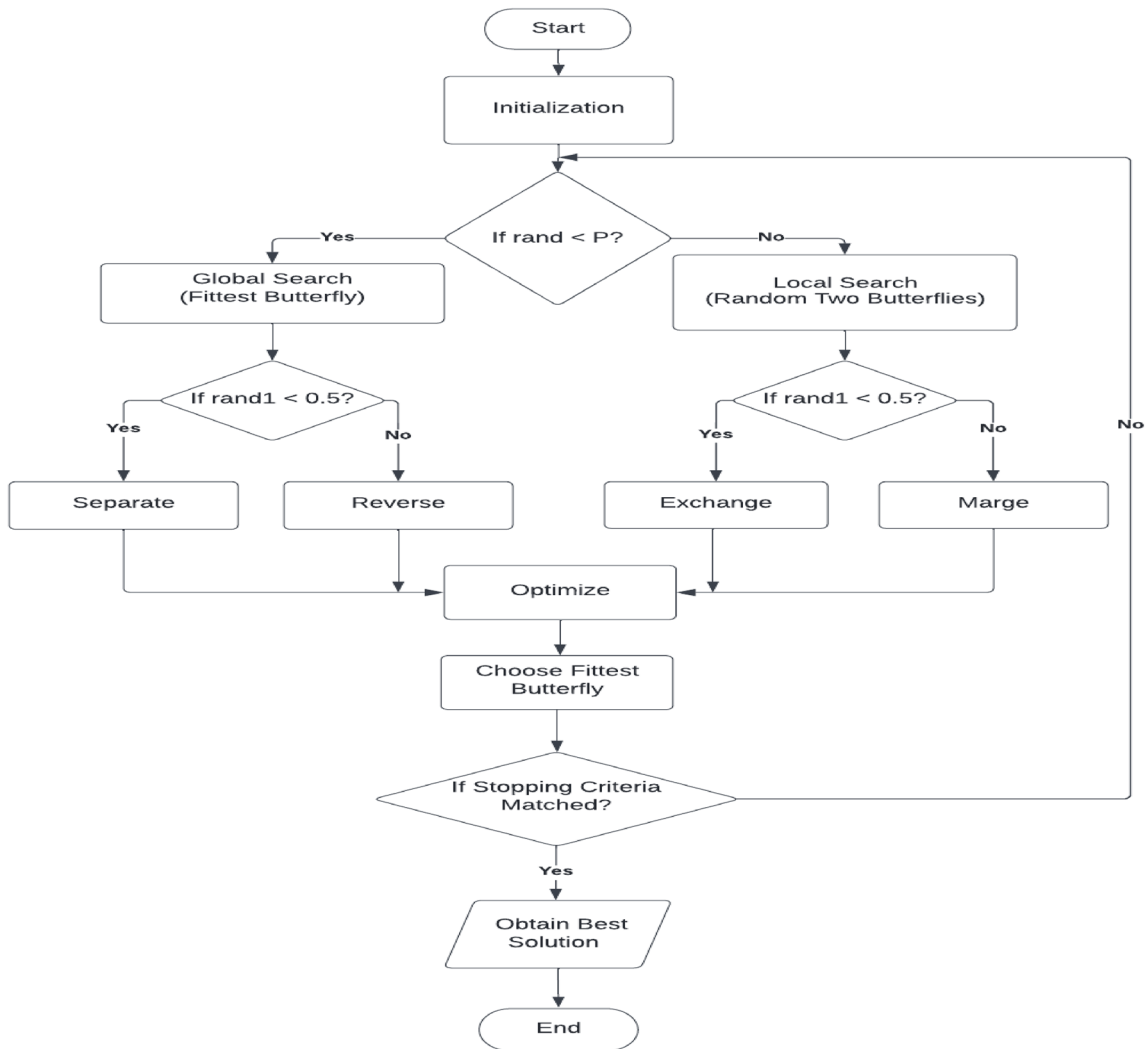 Start
Initialization
If rand < P?
Yes
No
Global Search
(Fittest Butterfly)
Local Search
(Random Two Butterflies)
If rand1 < 0.5?
If rand1 < 0.5?
Yes
No
Yes
No
No
Separate
Reverse
Exchange
Marge
Optimize
Choose Fittest
Butterfly
If Stopping Criteria
Matched?
Yes
Obtain Best
Solution
End